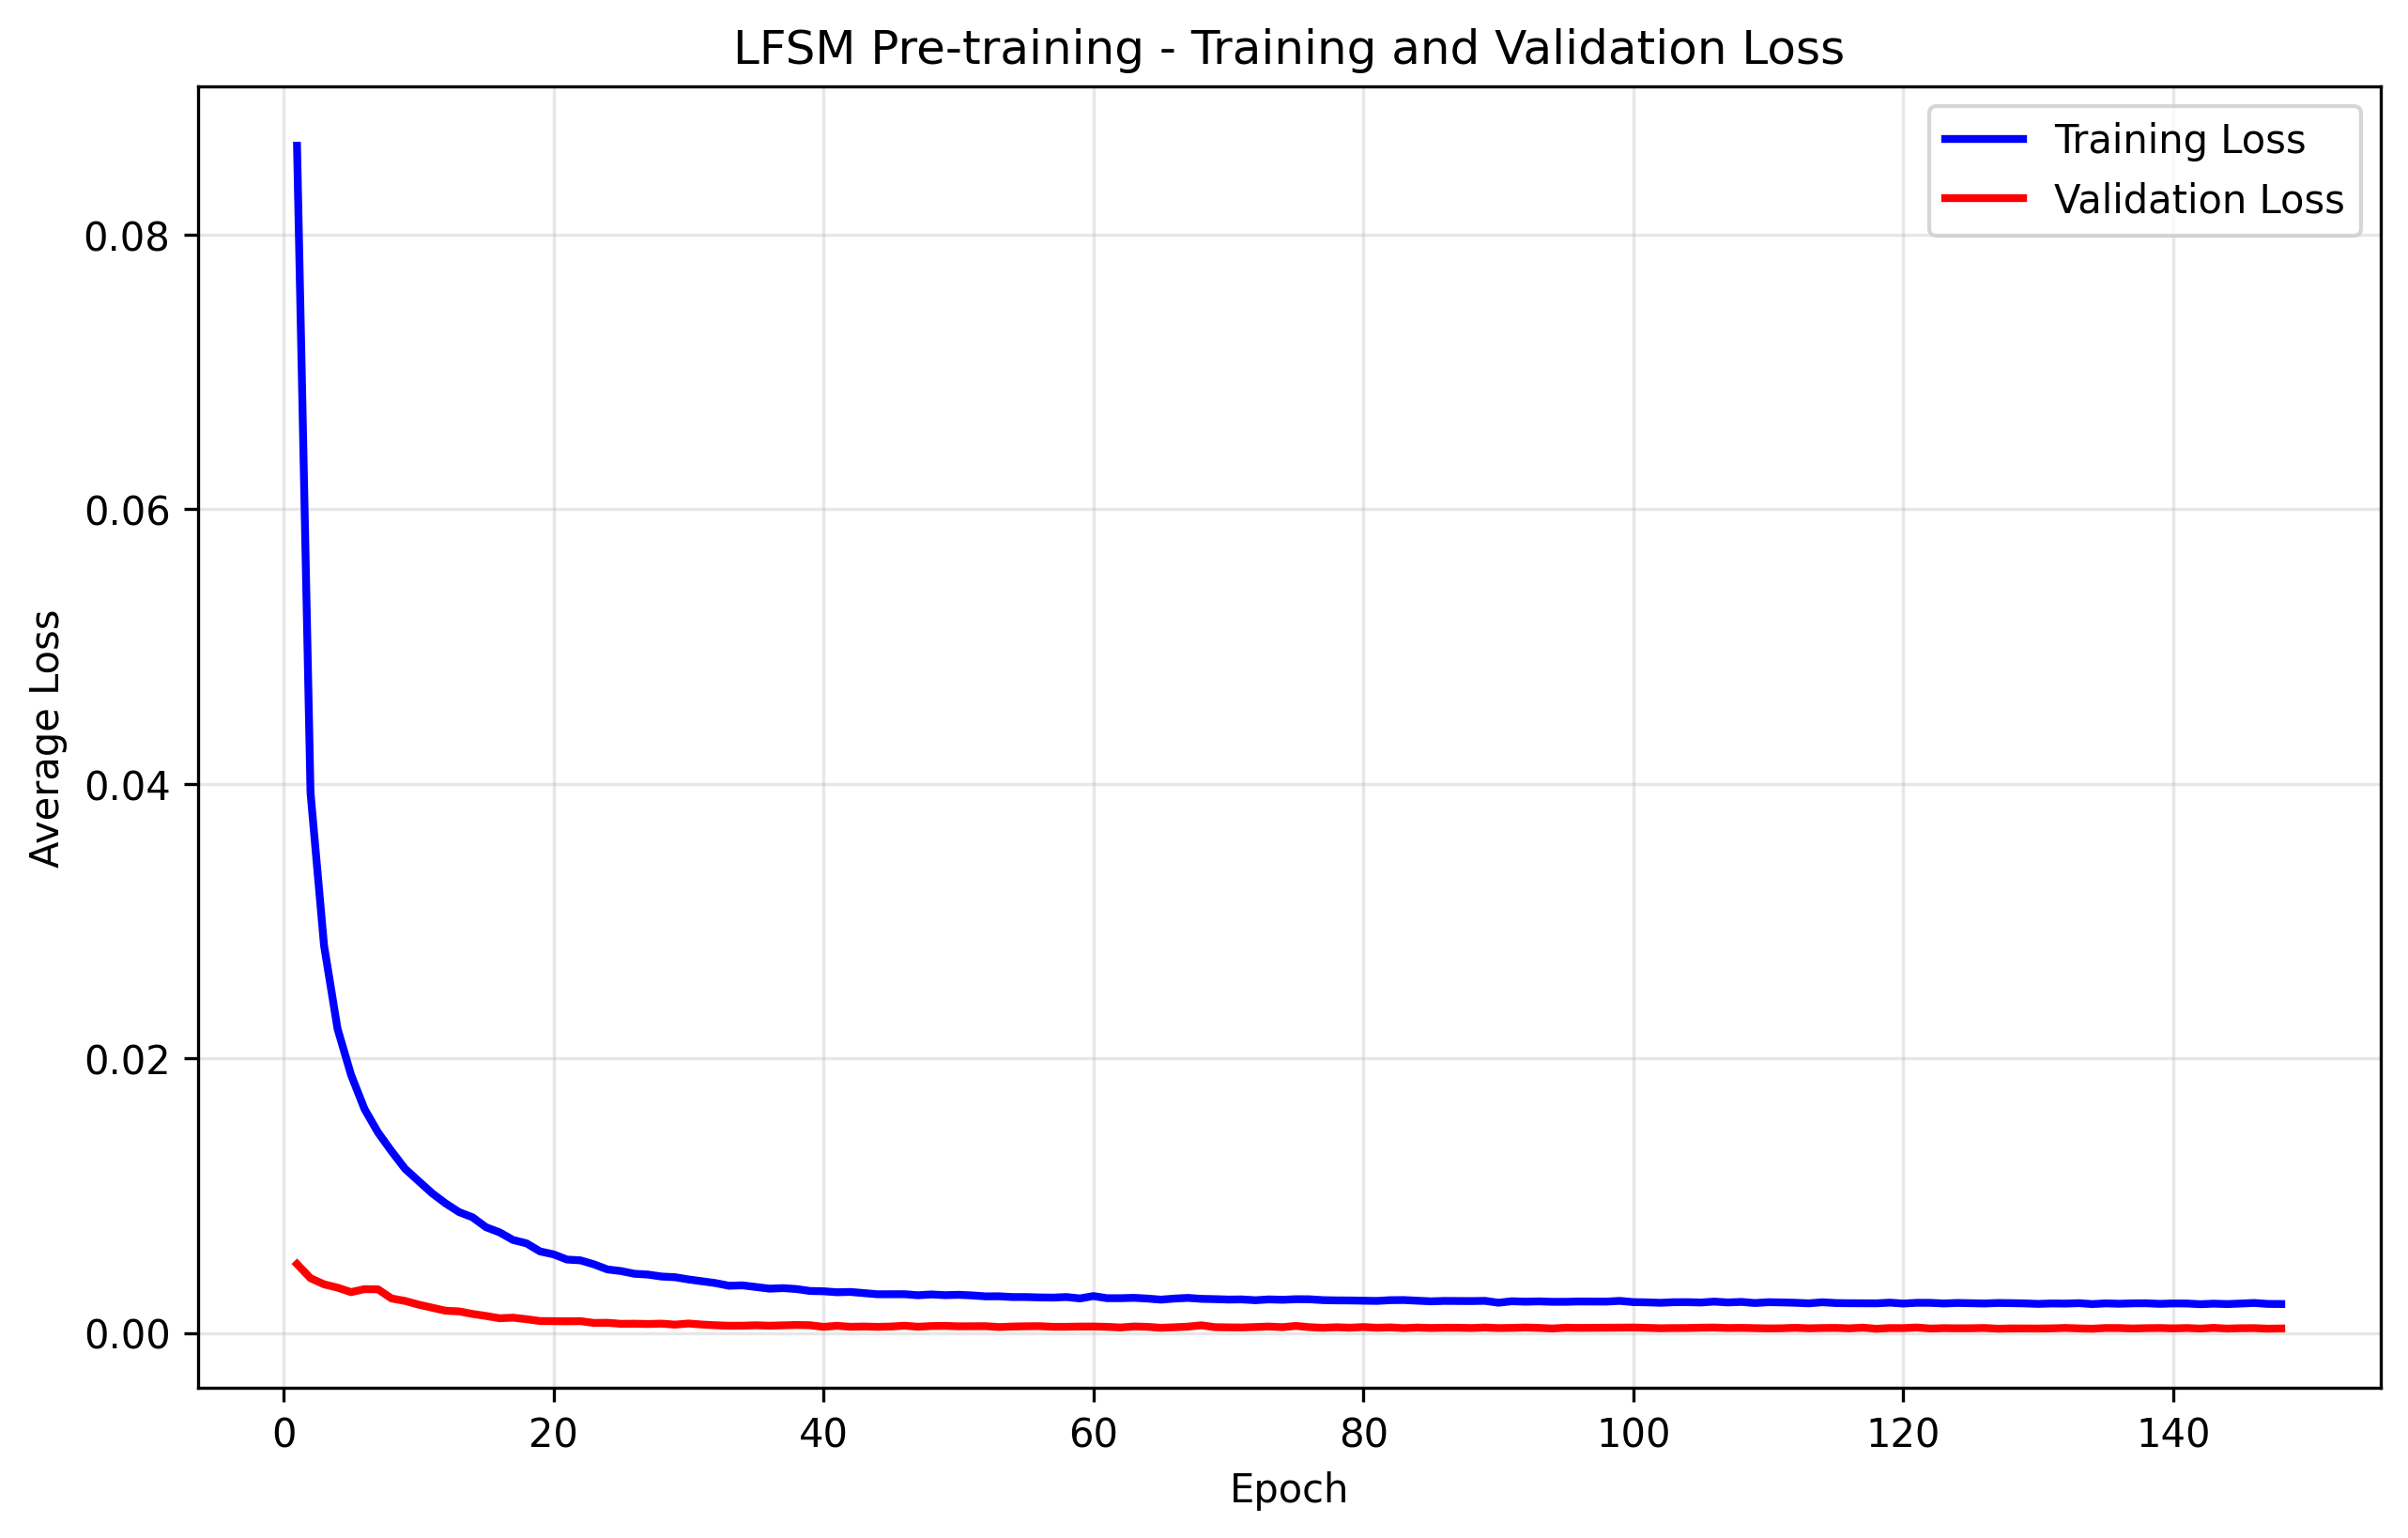 LFSM Pre-training - Training and Validation Loss
Training Loss
Validation Loss
Average Loss
0.08
0.06
0.04
0.02
0.00
0 20 40 60 80 100 120 140
Epoch